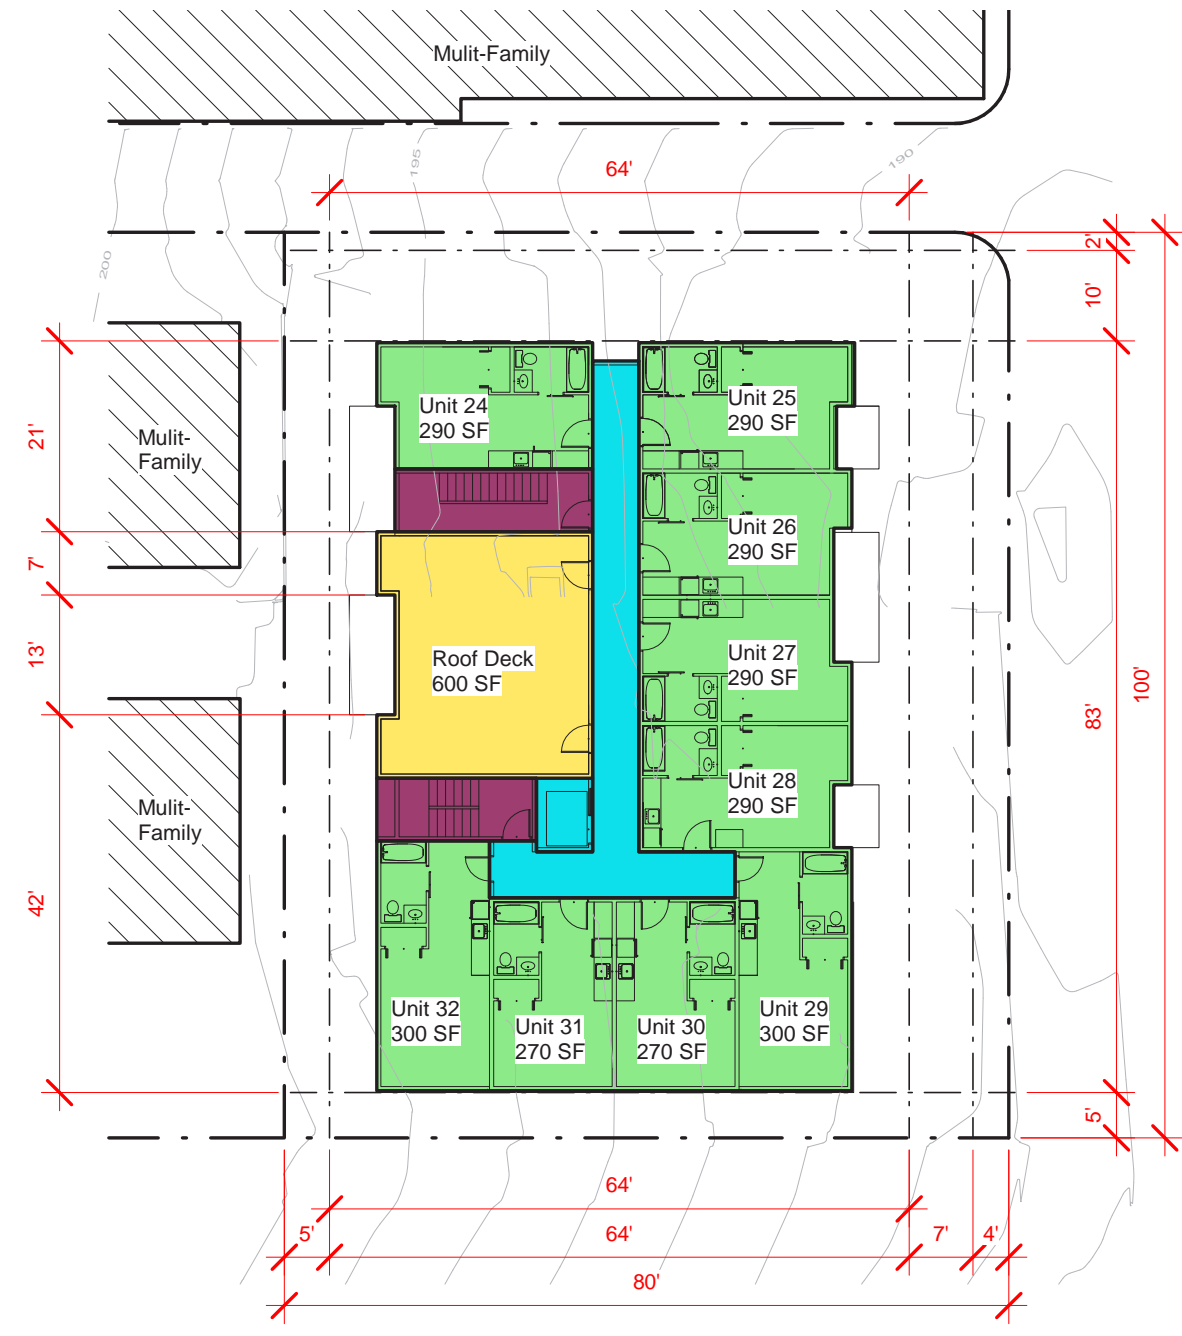 Mulit-Family
195
190
64'
200
2'
10'
21'
Unit 24
290 SF
Unit 25
290 SF
Mulit-
Family
Unit 26
290 SF
7'
13'
Roof Deck
600 SF
Unit 27
290 SF
100'
83'
Unit 28
290 SF
Mulit-
Family
42'
Unit 32
300 SF
Unit 31
270 SF
Unit 30
270 SF
Unit 29
300 SF
5'
64'
5'
64'
7'
4'
80'